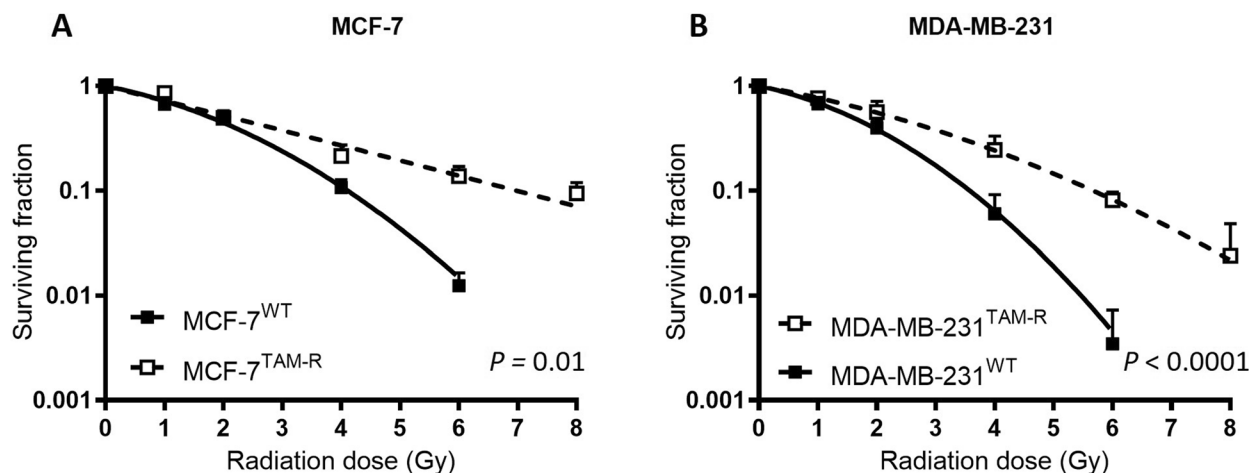 A
MCF-7
Surviving fraction
1
0.1
0.01
0.001
MCF-7WT
MCF-7TAM-R
P = 0.01
0 1 2 3 4 5 6 7 8
Radiation dose (Gy)
B
MDA-MB-231
Surviving fraction
1
0.1
0.01
0.001
MDA-MB-231TAM-R
MDA-MB-231WT
P < 0.0001
0 1 2 3 4 5 6 7 8
Radiation dose (Gy)